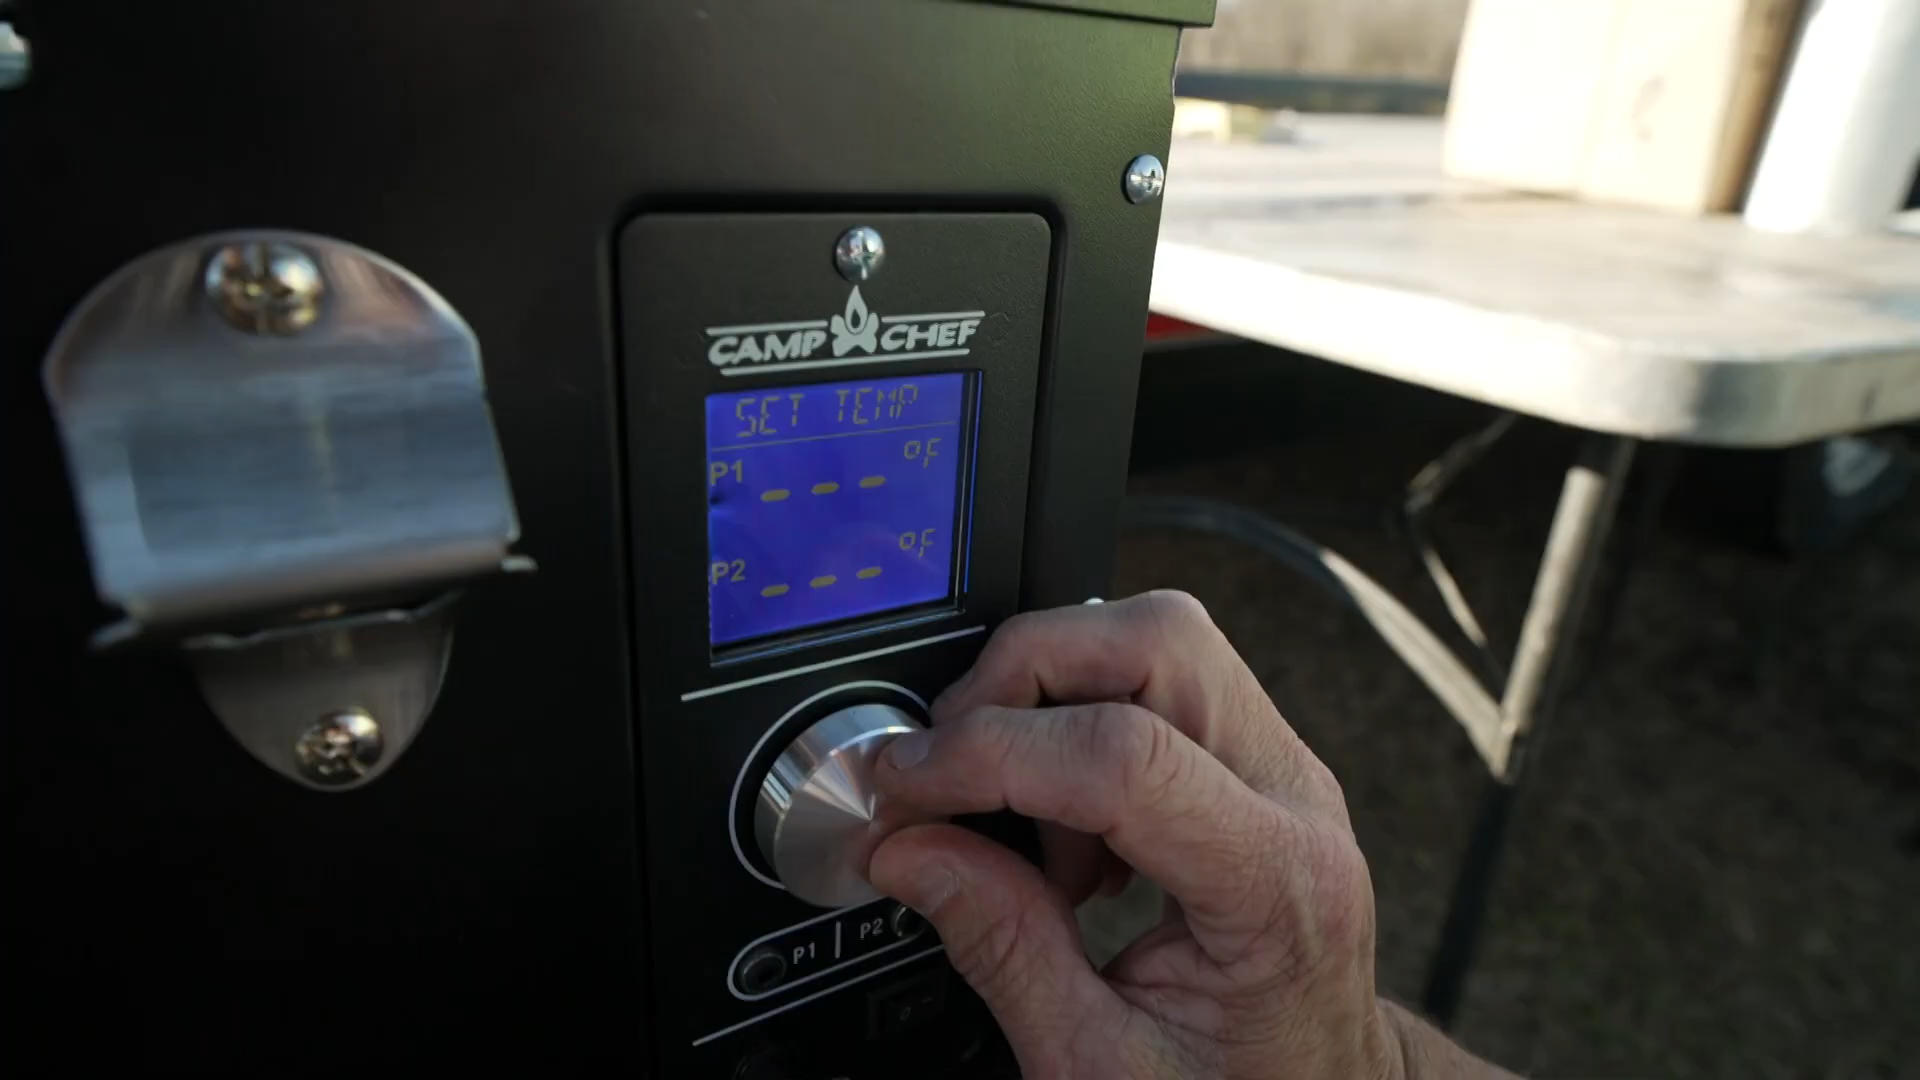 CAMP CHEF
SET TEMP
P1 --- °F
P2 --- °F
P1 | P2
O